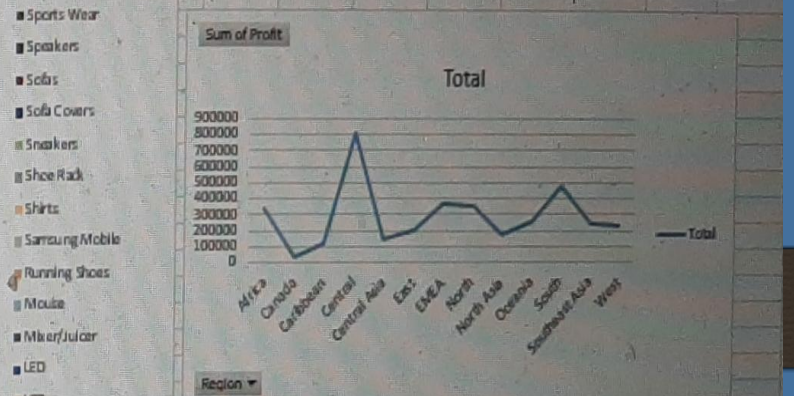 Sports Wear
Speakers
Sofas
Sofa Covers
Sneakers
Shoe Rack
Shirts
Samsung Mobile
Running Shoes
Mouse
Mixer/Juicer
LED
Sum of Profit
Total
900000
800000
700000
600000
500000
400000
300000
200000
100000
0
Africa
Canada
Caribbean
Central
Central Asia
East
EMEA
North
North Asia
Oceania
South
Southeast Asia
West
Total
Region